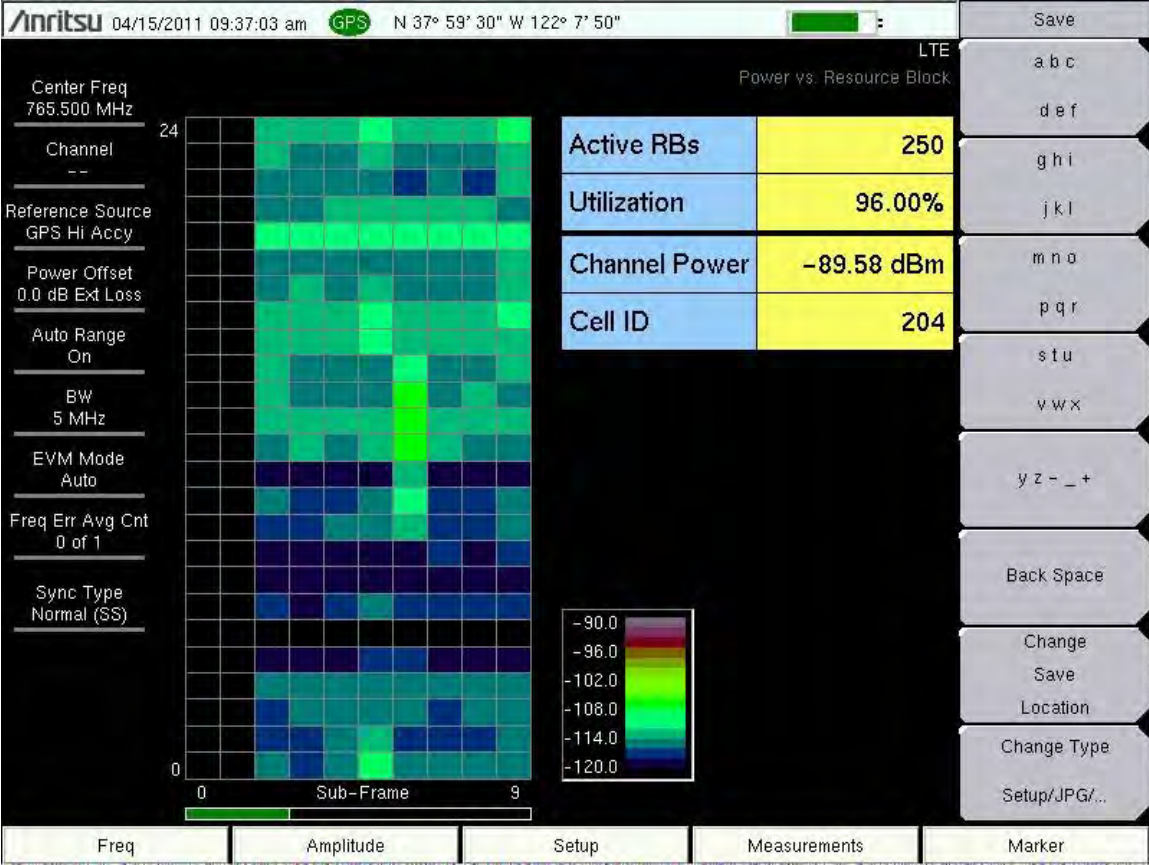 Anritsu 04/15/2011 09:37:03 am GPS N 37° 59' 30" W 122° 7' 50" :
Save
LTE
Power vs. Resource Block
Center Freq
765.500 MHz
Channel
--
Reference Source
GPS Hi Accy
Power Offset
0.0 dB Ext Loss
Auto Range
On
BW
5 MHz
EVM Mode
Auto
Freq Err Avg Cnt
0 of 1
Sync Type
Normal (SS)
24
0
0 Sub-Frame 9
Active RBs 250
Utilization 96.00%
Channel Power -89.58 dBm
Cell ID 204
-90.0
-96.0
-102.0
-108.0
-114.0
-120.0
a b c
d e f
g h i
j k l
m n o
p q r
s t u
v w x
y z - _ +
Back Space
Change
Save
Location
Change Type
Setup/JPG/...
Freq Amplitude Setup Measurements Marker